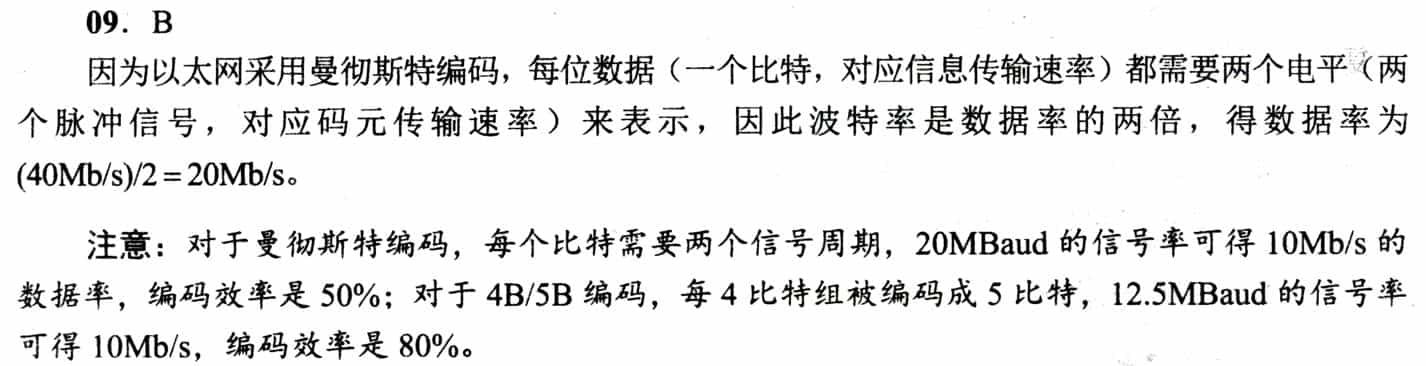 09. B
因为以太网采用曼彻斯特编码，每位数据（一个比特，对应信息传输速率）都需要两个电平（两
个脉冲信号，对应码元传输速率）来表示，因此波特率是数据率的两倍，得数据率为
(40Mb/s)/2=20Mb/s。
注意：对于曼彻斯特编码，每个比特需要两个信号周期，20MBaud 的信号率可得 10Mb/s 的
数据率，编码效率是 50%；对于 4B/5B 编码，每 4 比特组被编码成 5 比特，12.5MBaud 的信号率
可得 10Mb/s，编码效率是 80%。